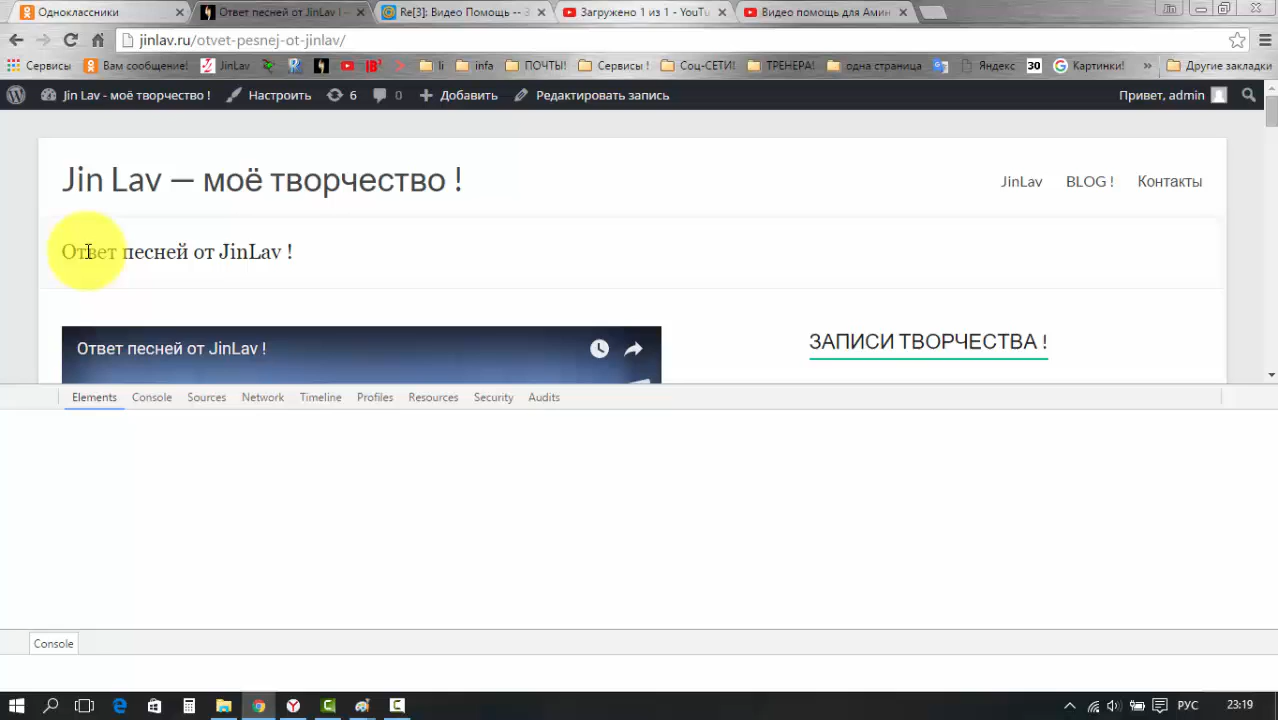 Одноклассники
Ответ песней от JinLav ! —
Re[3]: Видео Помощь -- З
Загружено 1 из 1 - YouTu
Видео помощь для Амин
jinlav.ru/otvet-pesnej-ot-jinlav/
Сервисы
Вам сообщение!
JinLav
li
infa
ПОЧТЫ!
Сервисы !
Соц-СЕТИ!
ТРЕНЕРА!
одна страница
Яндекс
30
Картинки!
»
Другие закладки
Jin Lav - моё творчество !
Настроить
6
0
Добавить
Редактировать запись
Привет, admin
Jin Lav — моё творчество !
JinLav
BLOG !
Контакты
Ответ песней от JinLav !
Ответ песней от JinLav !
ЗАПИСИ ТВОРЧЕСТВА !
Elements
Console
Sources
Network
Timeline
Profiles
Resources
Security
Audits
Console
РУС
23:19